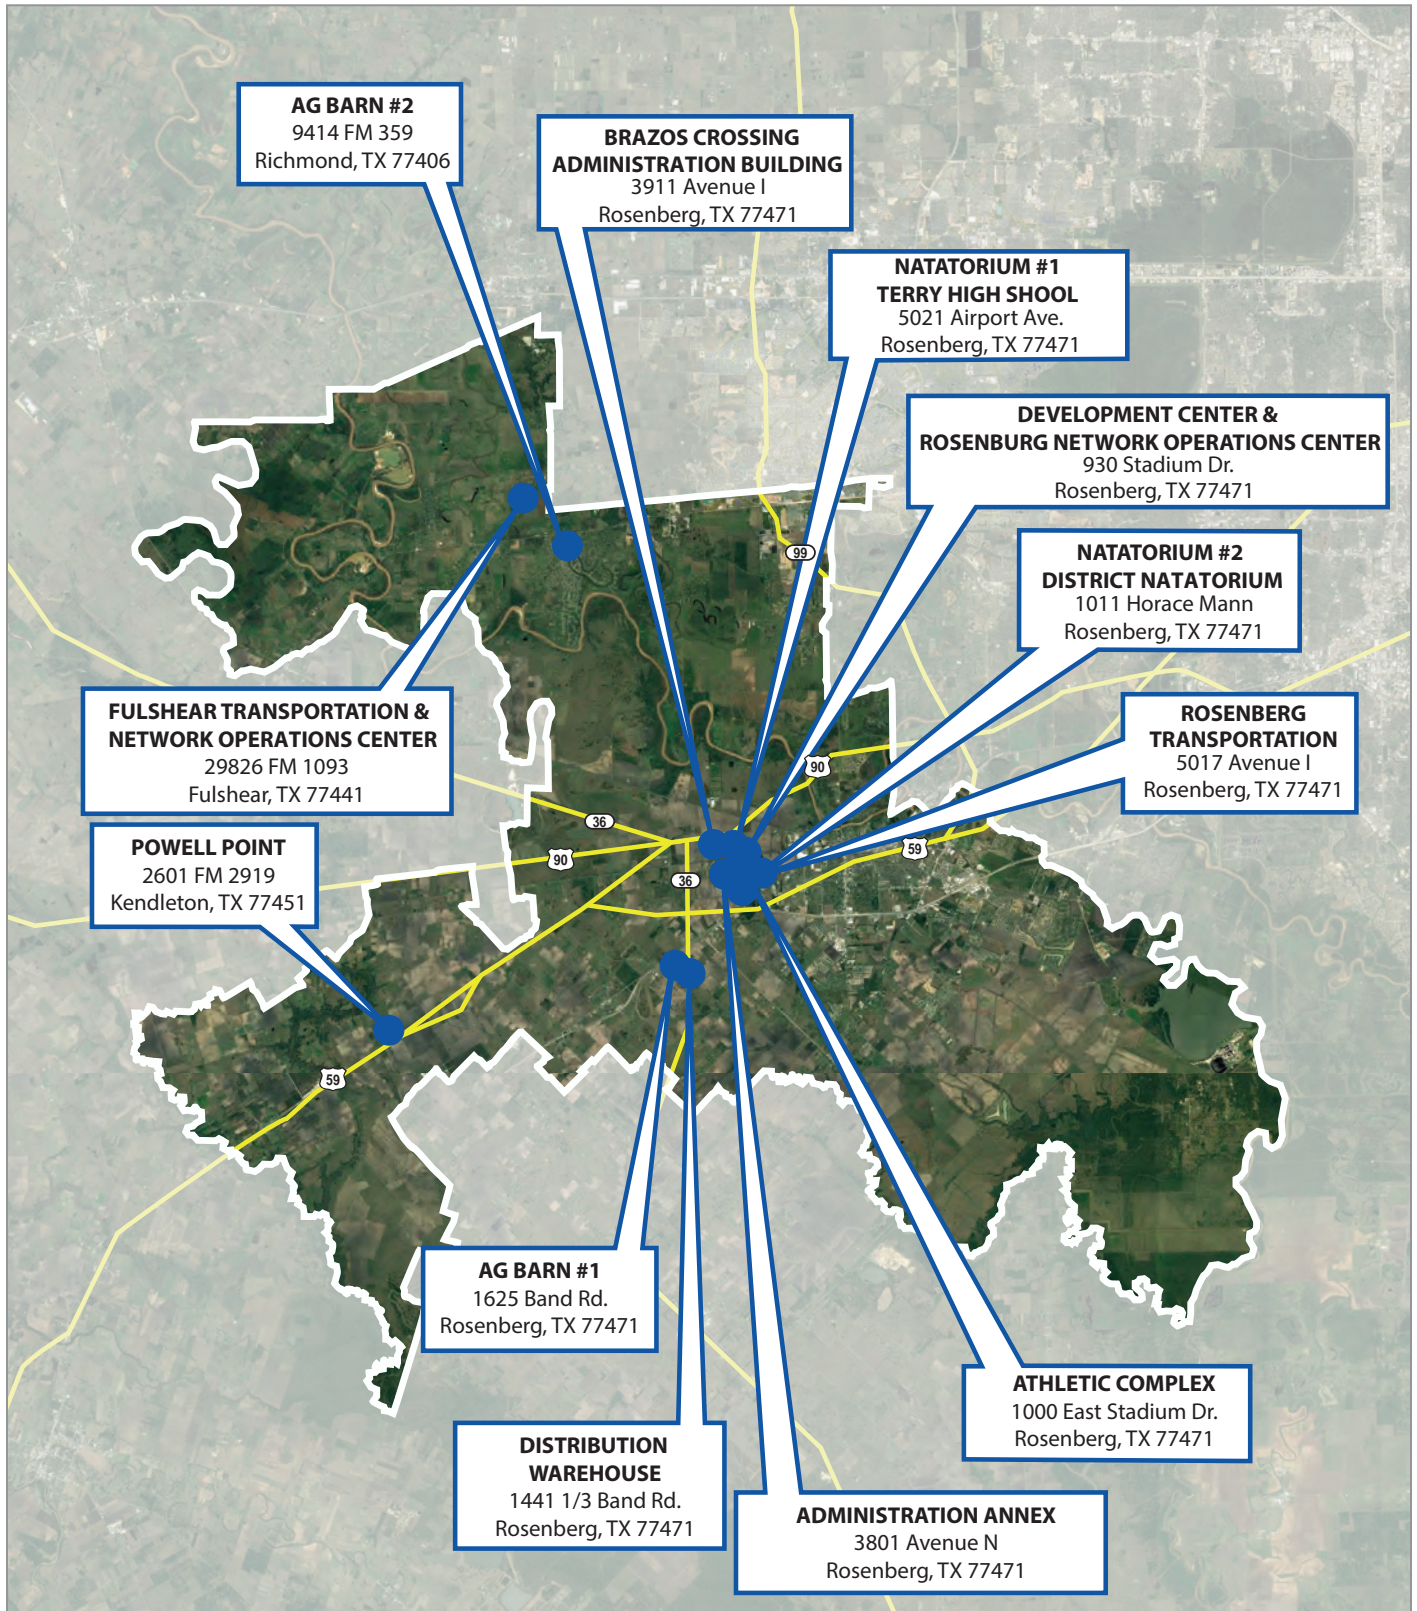 AG BARN #2
9414 FM 359
Richmond, TX 77406
BRAZOS CROSSING
ADMINISTRATION BUILDING
3911 Avenue I
Rosenberg, TX 77471
NATATORIUM #1
TERRY HIGH SHOOL
5021 Airport Ave.
Rosenberg, TX 77471
DEVELOPMENT CENTER &
ROSENBURG NETWORK OPERATIONS CENTER
930 Stadium Dr.
Rosenberg, TX 77471
99
NATATORIUM #2
DISTRICT NATATORIUM
1011 Horace Mann
Rosenberg, TX 77471
FULSHEAR TRANSPORTATION &
NETWORK OPERATIONS CENTER
29826 FM 1093
Fulshear, TX 77441
ROSENBERG
TRANSPORTATION
5017 Avenue I
Rosenberg, TX 77471
90
36
90
59
36
POWELL POINT
2601 FM 2919
Kendleton, TX 77451
59
AG BARN #1
1625 Band Rd.
Rosenberg, TX 77471
ATHLETIC COMPLEX
1000 East Stadium Dr.
Rosenberg, TX 77471
DISTRIBUTION
WAREHOUSE
1441 1/3 Band Rd.
Rosenberg, TX 77471
ADMINISTRATION ANNEX
3801 Avenue N
Rosenberg, TX 77471